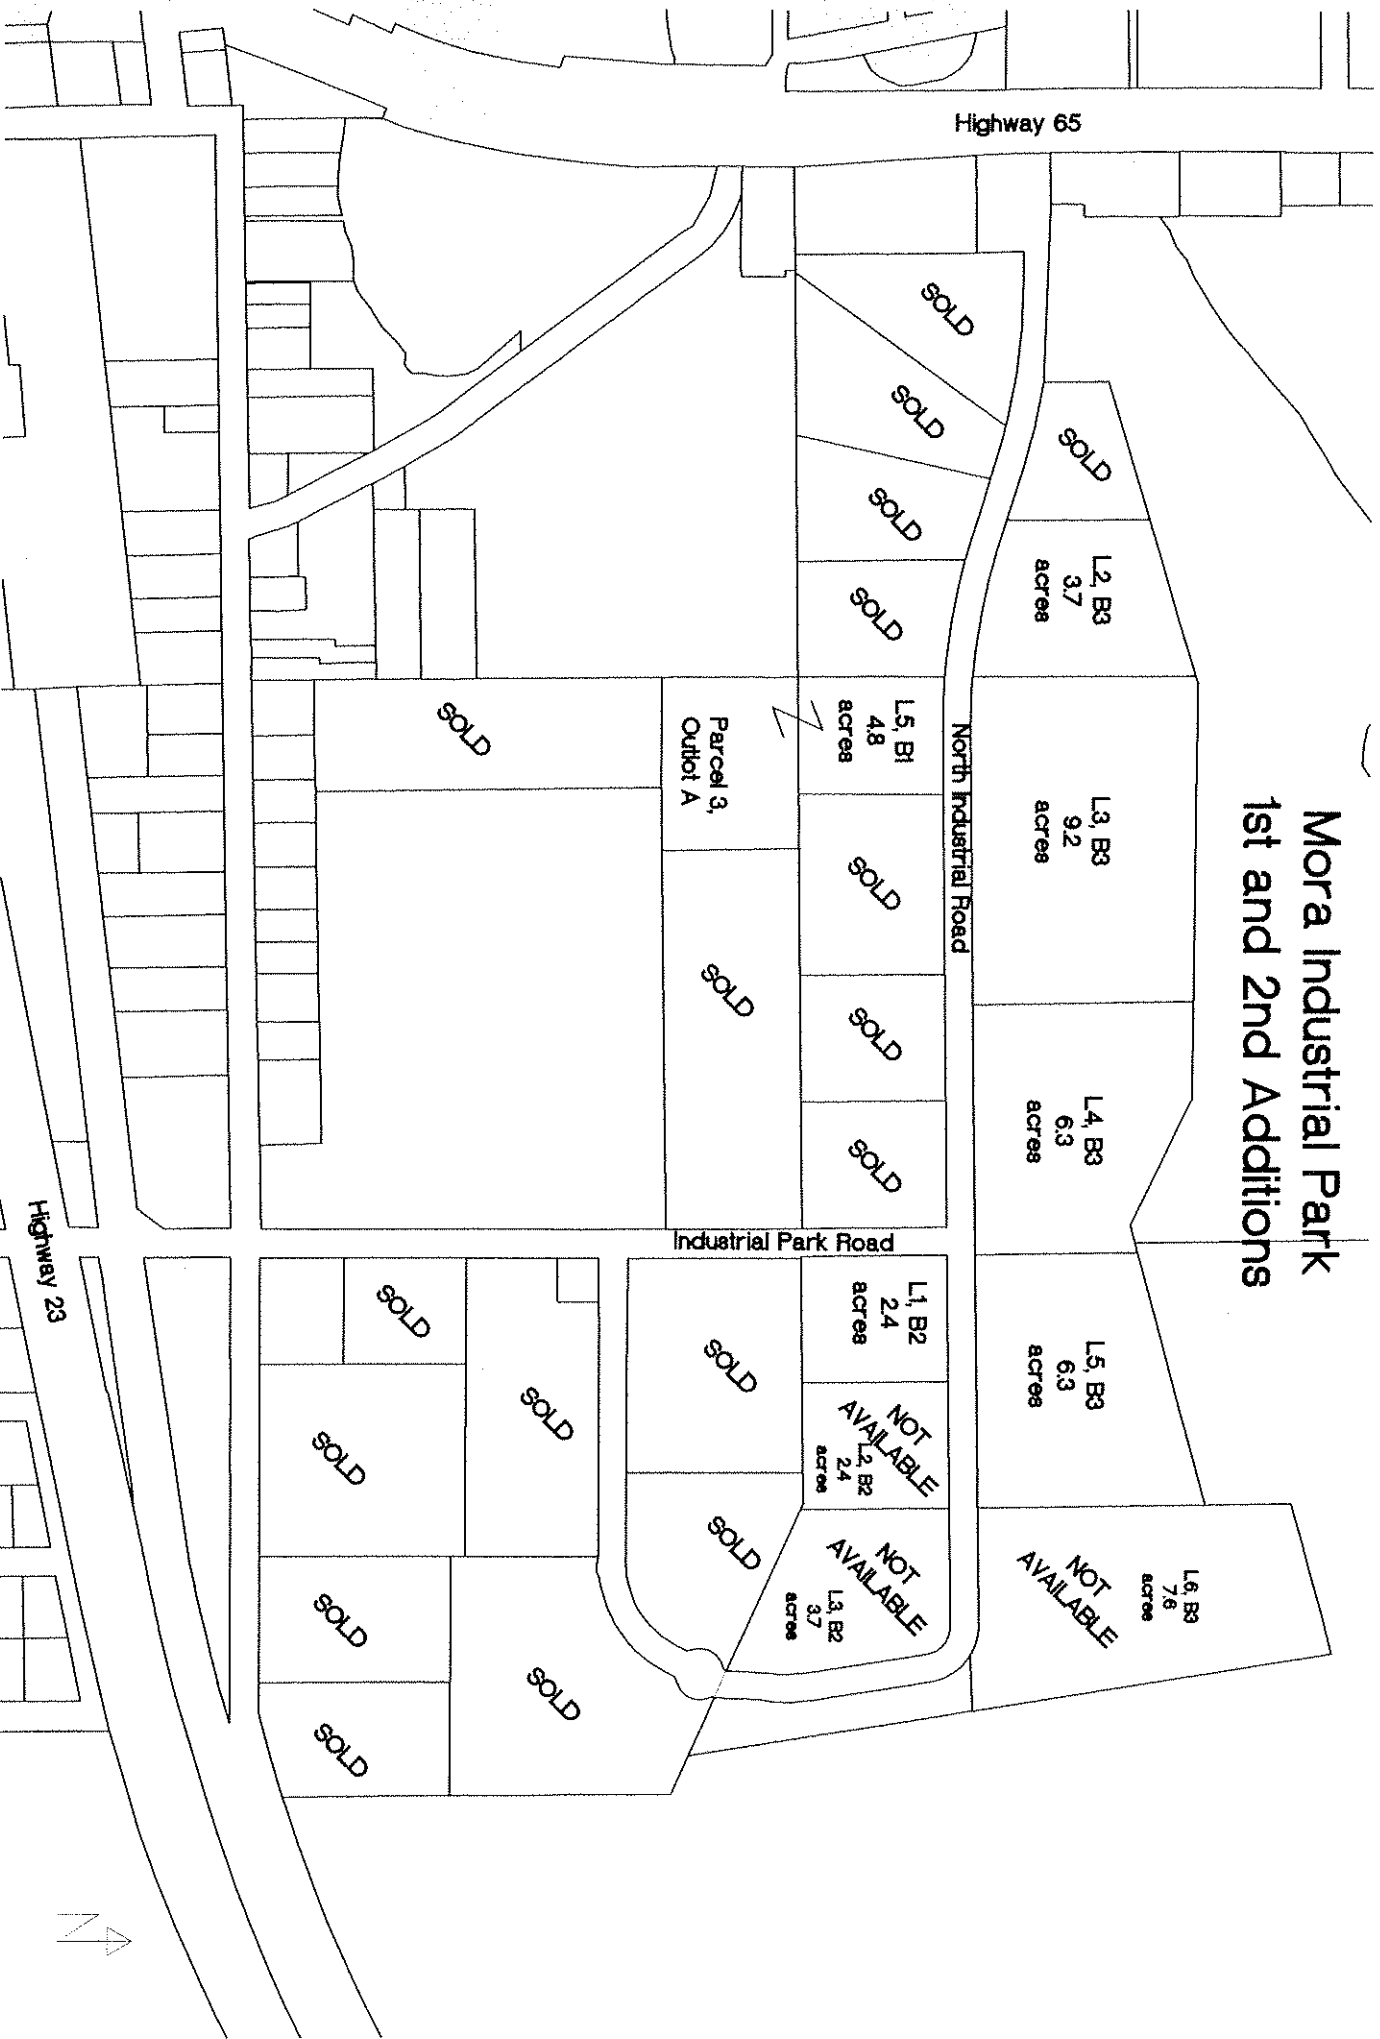 Mora Industrial Park
1st and 2nd Additions
Highway 65
SOLD
L2, B3
3.7
acres
L3, B3
9.2
acres
L4, B3
6.3
acres
L5, B3
6.3
acres
L6, B3
7.6
acres
NOT
AVAILABLE
North Industrial Road
SOLD
SOLD
SOLD
SOLD
L5, B1
4.8
acres
SOLD
SOLD
SOLD
L1, B2
2.4
acres
NOT
AVAILABLE
L2, B2
2.4
acres
NOT
AVAILABLE
L3, B2
3.7
acres
Parcel 3,
Outlot A
Z
SOLD
Industrial Park Road
SOLD
SOLD
SOLD
SOLD
SOLD
SOLD
SOLD
SOLD
SOLD
Highway 23
N